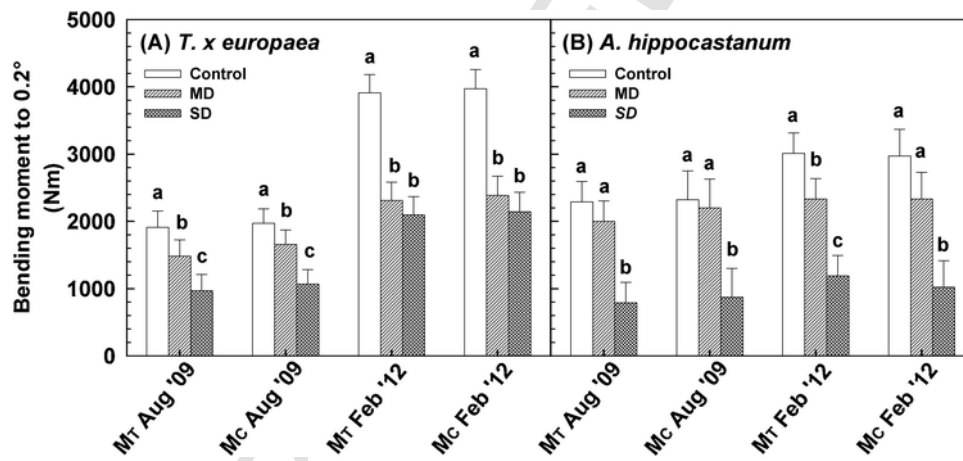 Bending moment to 0.2°
(Nm)
5000
4000
3000
2000
1000
0
(A) T. x europaea
Control
MD
SD
a
b
c
a
b
c
a
b
b
a
b
b
(B) A. hippocastanum
Control
MD
SD
a
a
b
a
a
b
a
b
c
a
a
b
MT Aug '09
MC Aug '09
MT Feb '12
MC Feb '12
MT Aug '09
MC Aug '09
MT Feb '12
MC Feb '12